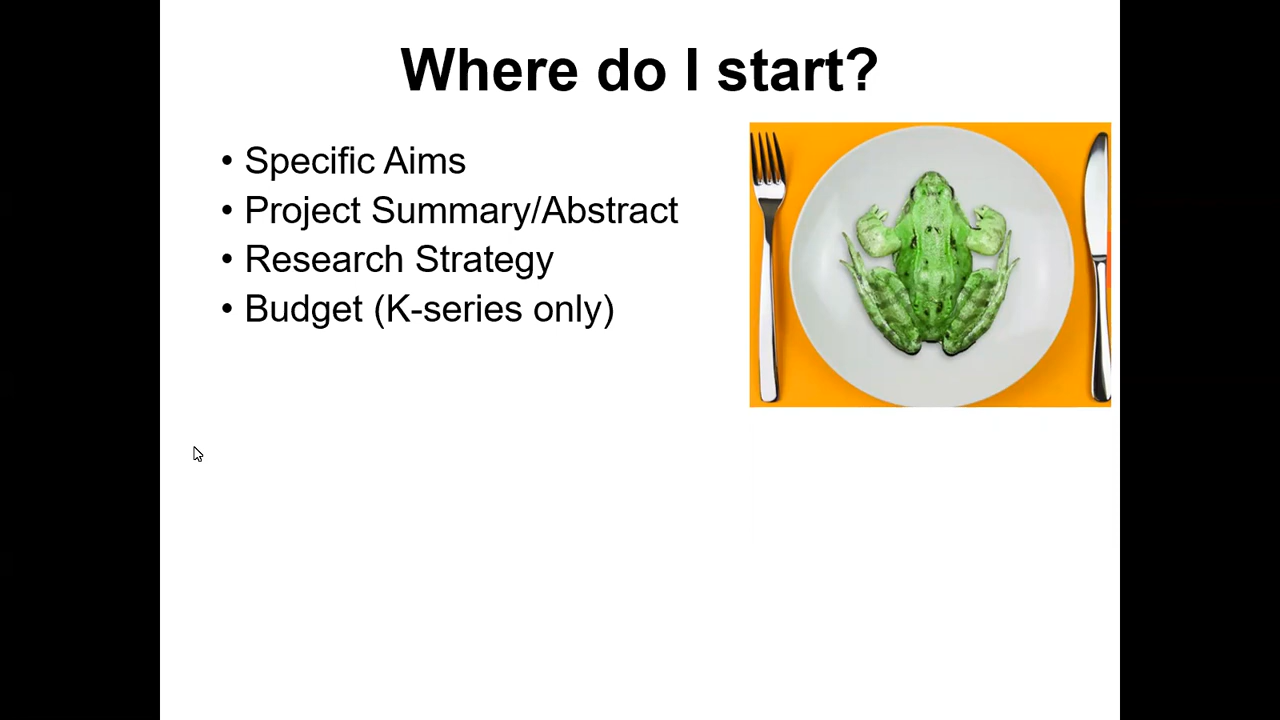 Where do I start?
• Specific Aims
• Project Summary/Abstract
• Research Strategy
• Budget (K-series only)